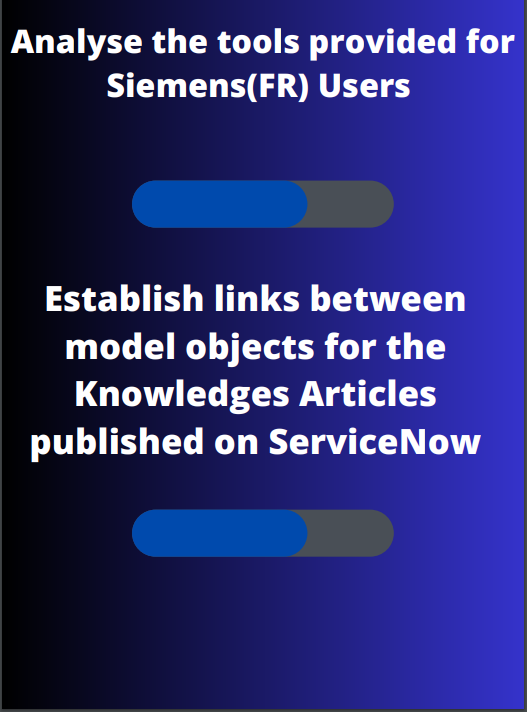 Analyse the tools provided for
Siemens(FR) Users
Establish links between
model objects for the
Knowledges Articles
published on ServiceNow